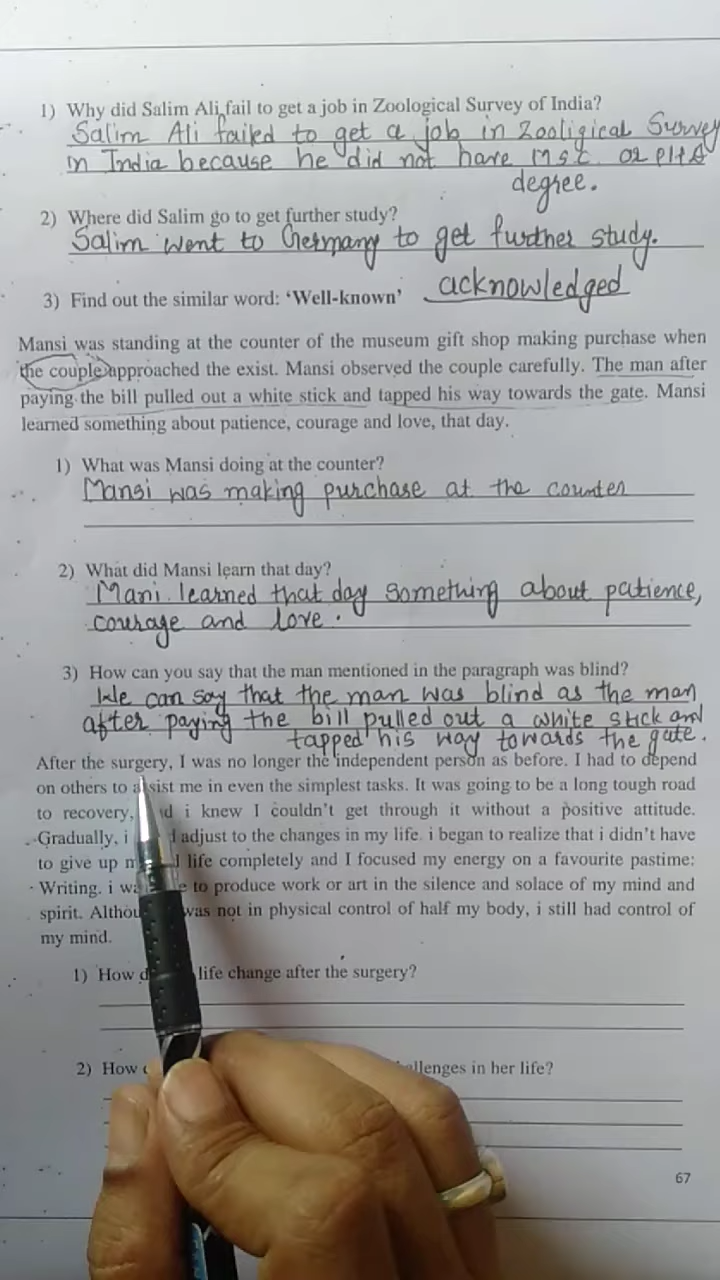 1) Why did Salim Ali fail to get a job in Zoological Survey of India?
Salim Ali failed to get a job in Zooligical Survey
in India because he did not have M.S.C. or PHd
degree.
2) Where did Salim go to get further study?
Salim went to Germany to get further study.
3) Find out the similar word: ‘Well-known’ acknowledged
Mansi was standing at the counter of the museum gift shop making purchase when
the couple approached the exist. Mansi observed the couple carefully. The man after
paying the bill pulled out a white stick and tapped his way towards the gate. Mansi
learned something about patience, courage and love, that day.
1) What was Mansi doing at the counter?
Mansi was making purchase at the counter
2) What did Mansi learn that day?
Mani learned that day something about patience,
courage and love.
3) How can you say that the man mentioned in the paragraph was blind?
We can say that the man was blind as the man
after paying the bill pulled out a white stick and
tapped his way towards the gate.
After the surgery, I was no longer the independent person as before. I had to depend
on others to assist me in even the simplest tasks. It was going to be a long tough road
to recovery, i knew I couldn’t get through it without a positive attitude.
Gradually, i adjust to the changes in my life. i began to realize that i didn’t have
to give up life completely and I focused my energy on a favourite pastime:
Writing. i to produce work or art in the silence and solace of my mind and
spirit. was not in physical control of half my body, i still had control of
my mind.
1) How life change after the surgery?
2) How in her life?
67